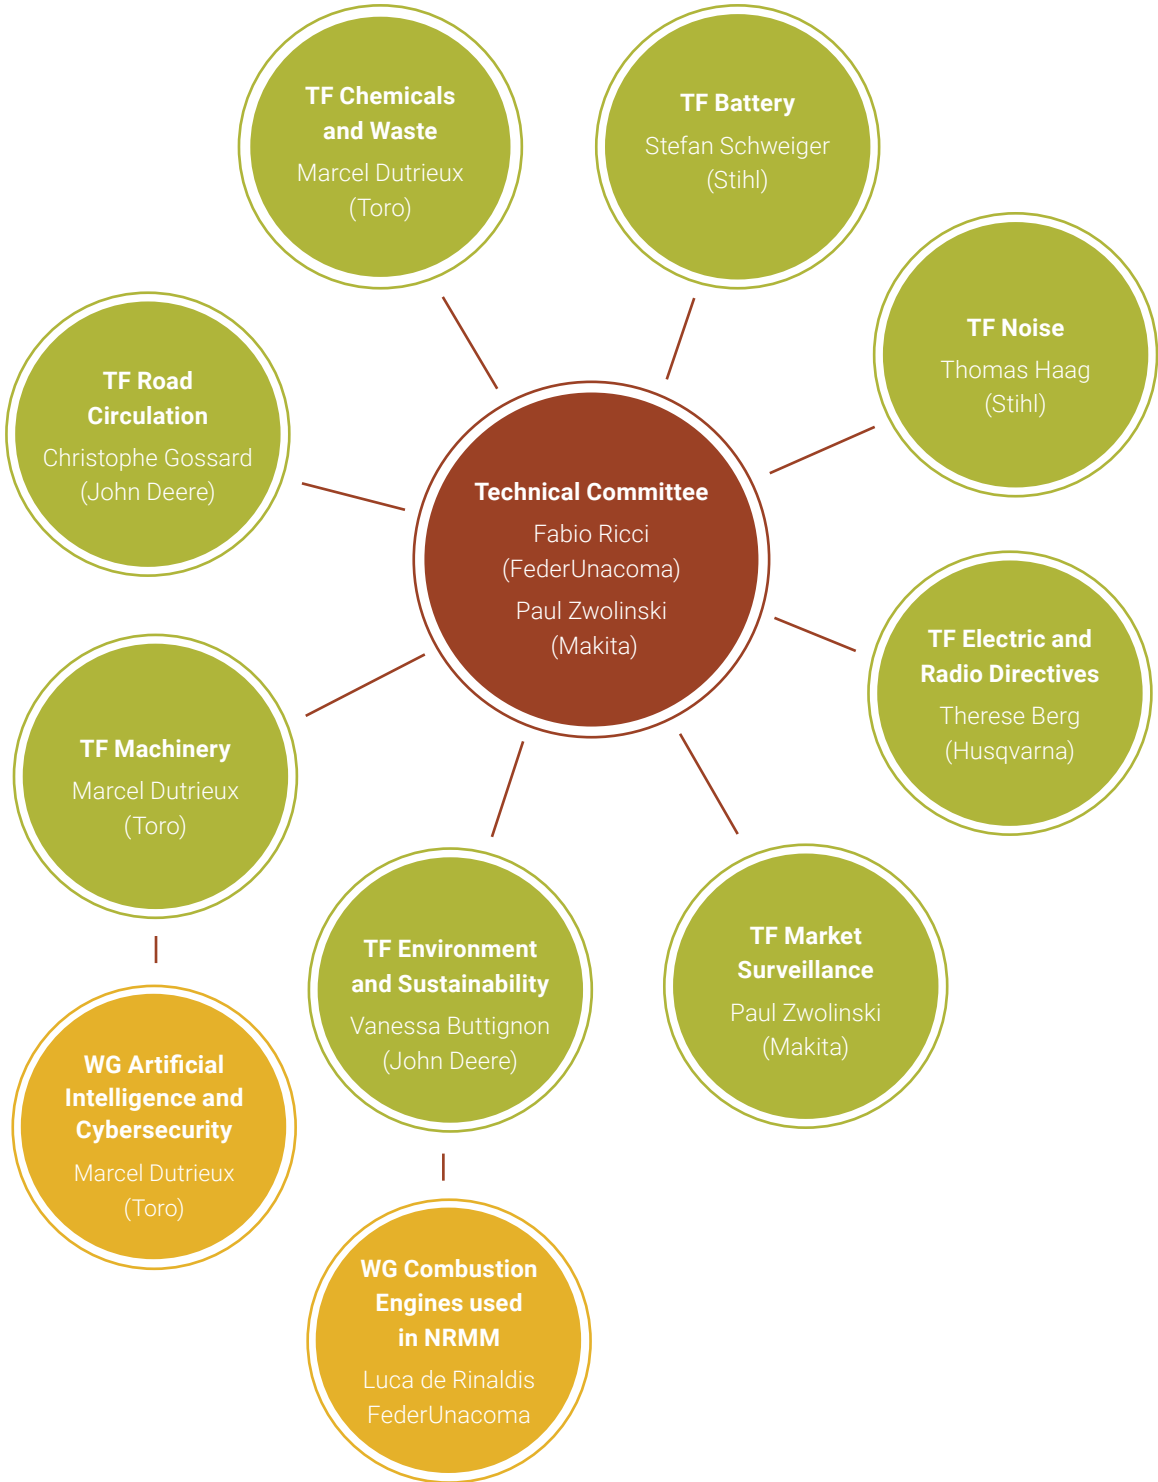 TF Chemicals
and Waste
Marcel Dutrieux
(Toro)
TF Battery
Stefan Schweiger
(Stihl)
TF Noise
Thomas Haag
(Stihl)
TF Road
Circulation
Christophe Gossard
(John Deere)
Technical Committee
Fabio Ricci
(FederUnacoma)
Paul Zwolinski
(Makita)
TF Electric and
Radio Directives
Therese Berg
(Husqvarna)
TF Machinery
Marcel Dutrieux
(Toro)
TF Environment
and Sustainability
Vanessa Buttignon
(John Deere)
TF Market
Surveillance
Paul Zwolinski
(Makita)
WG Artificial
Intelligence and
Cybersecurity
Marcel Dutrieux
(Toro)
WG Combustion
Engines used
in NRMM
Luca de Rinaldis
FederUnacoma